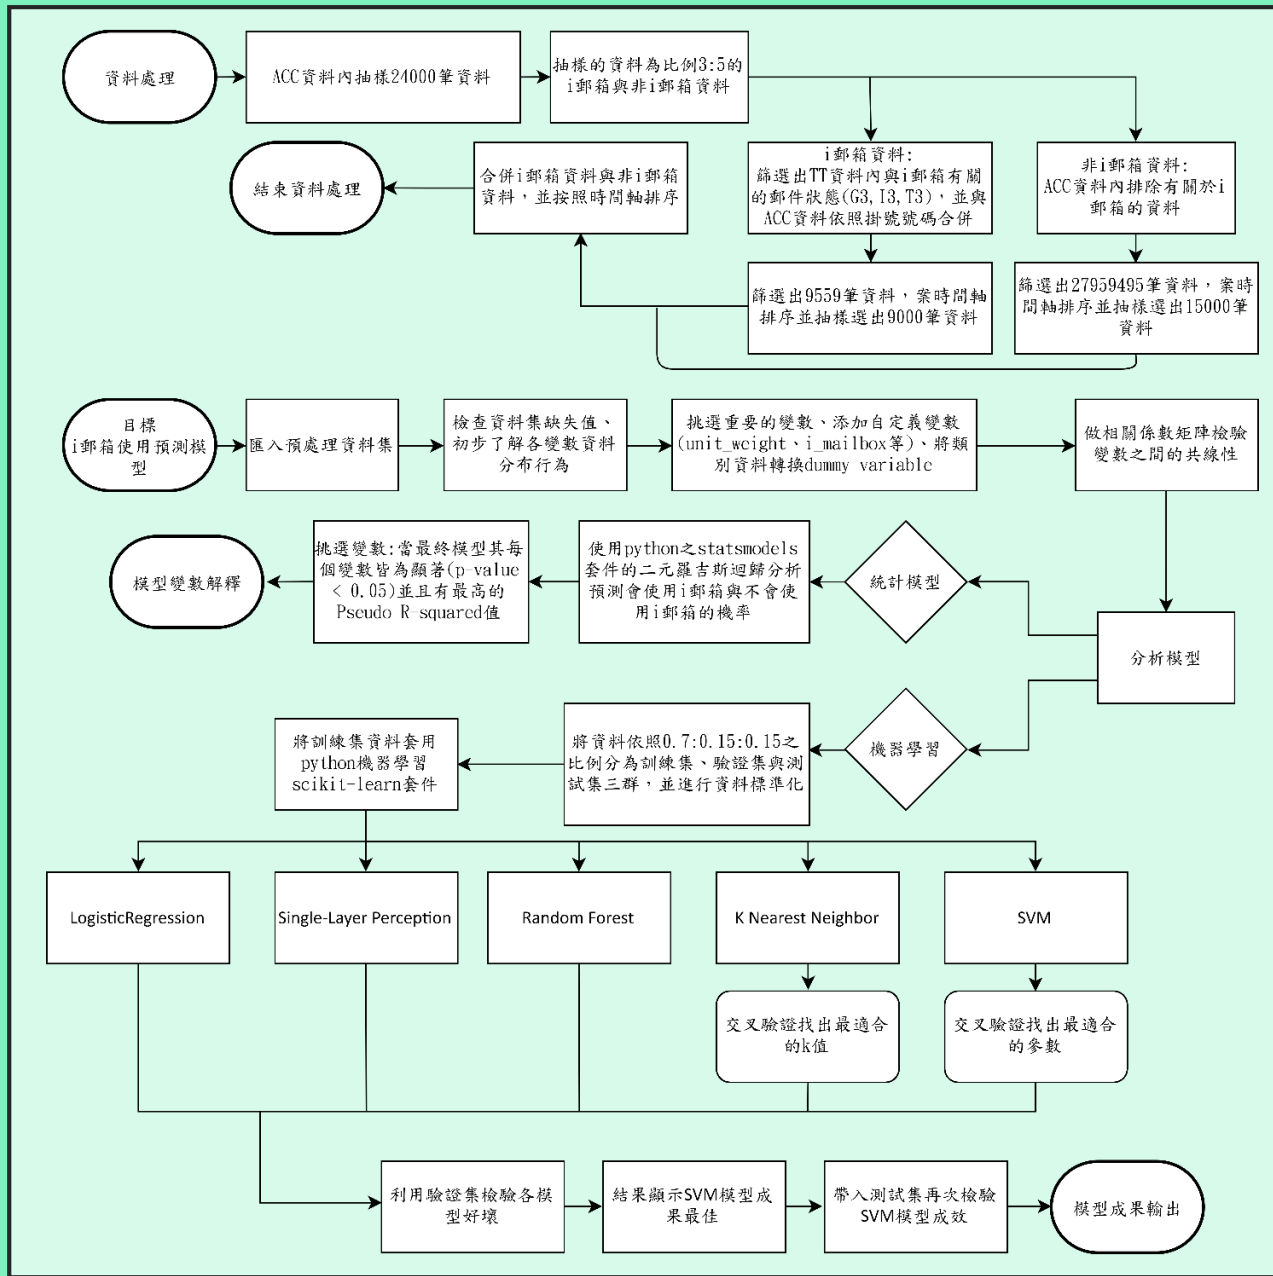 資料處理
ACC資料內抽樣24000筆資料
抽樣的資料為比例3:5的
i郵箱與非i郵箱資料
i郵箱資料:
篩選出TT資料內與i郵箱有關
的郵件狀態(G3,I3,T3)，並與
ACC資料依照掛號號碼合併
非i郵箱資料:
ACC資料內排除有關於i
郵箱的資料
合併i郵箱資料與非i郵箱
資料，並按照時間軸排序
結束資料處理
篩選出9559筆資料，案時間軸
排序並抽樣選出9000筆資料
篩選出27959495筆資料，案時
間軸排序並抽樣選出15000筆
資料
目標
i郵箱使用預測模
型
匯入預處理資料集
檢查資料集缺失值、
初步了解各變數資料
分布行為
挑選重要的變數、添加自定義變數
(unit_weight、i_mailbox等)、將類
別資料轉換dummy variable
做相關係數矩陣檢驗
變數之間的共線性
分析模型
統計模型
使用python之statsmodels
套件的二元羅吉斯迴歸分析
預測會使用i郵箱與不會使
用i郵箱的機率
挑選變數:當最終模型其每
個變數皆為顯著(p-value
< 0.05)並且有最高的
Pseudo R-squared值
模型變數解釋
機器學習
將資料依照0.7:0.15:0.15之
比例分為訓練集、驗證集與測
試集三群，並進行資料標準化
將訓練集資料套用
python機器學習
scikit-learn套件
LogisticRegression
Single-Layer Perception
Random Forest
K Nearest Neighbor
SVM
交叉驗證找出最適合
的k值
交叉驗證找出最適合
的參數
利用驗證集檢驗各模
型好壞
結果顯示SVM模型成
果最佳
帶入測試集再次檢驗
SVM模型成效
模型成果輸出